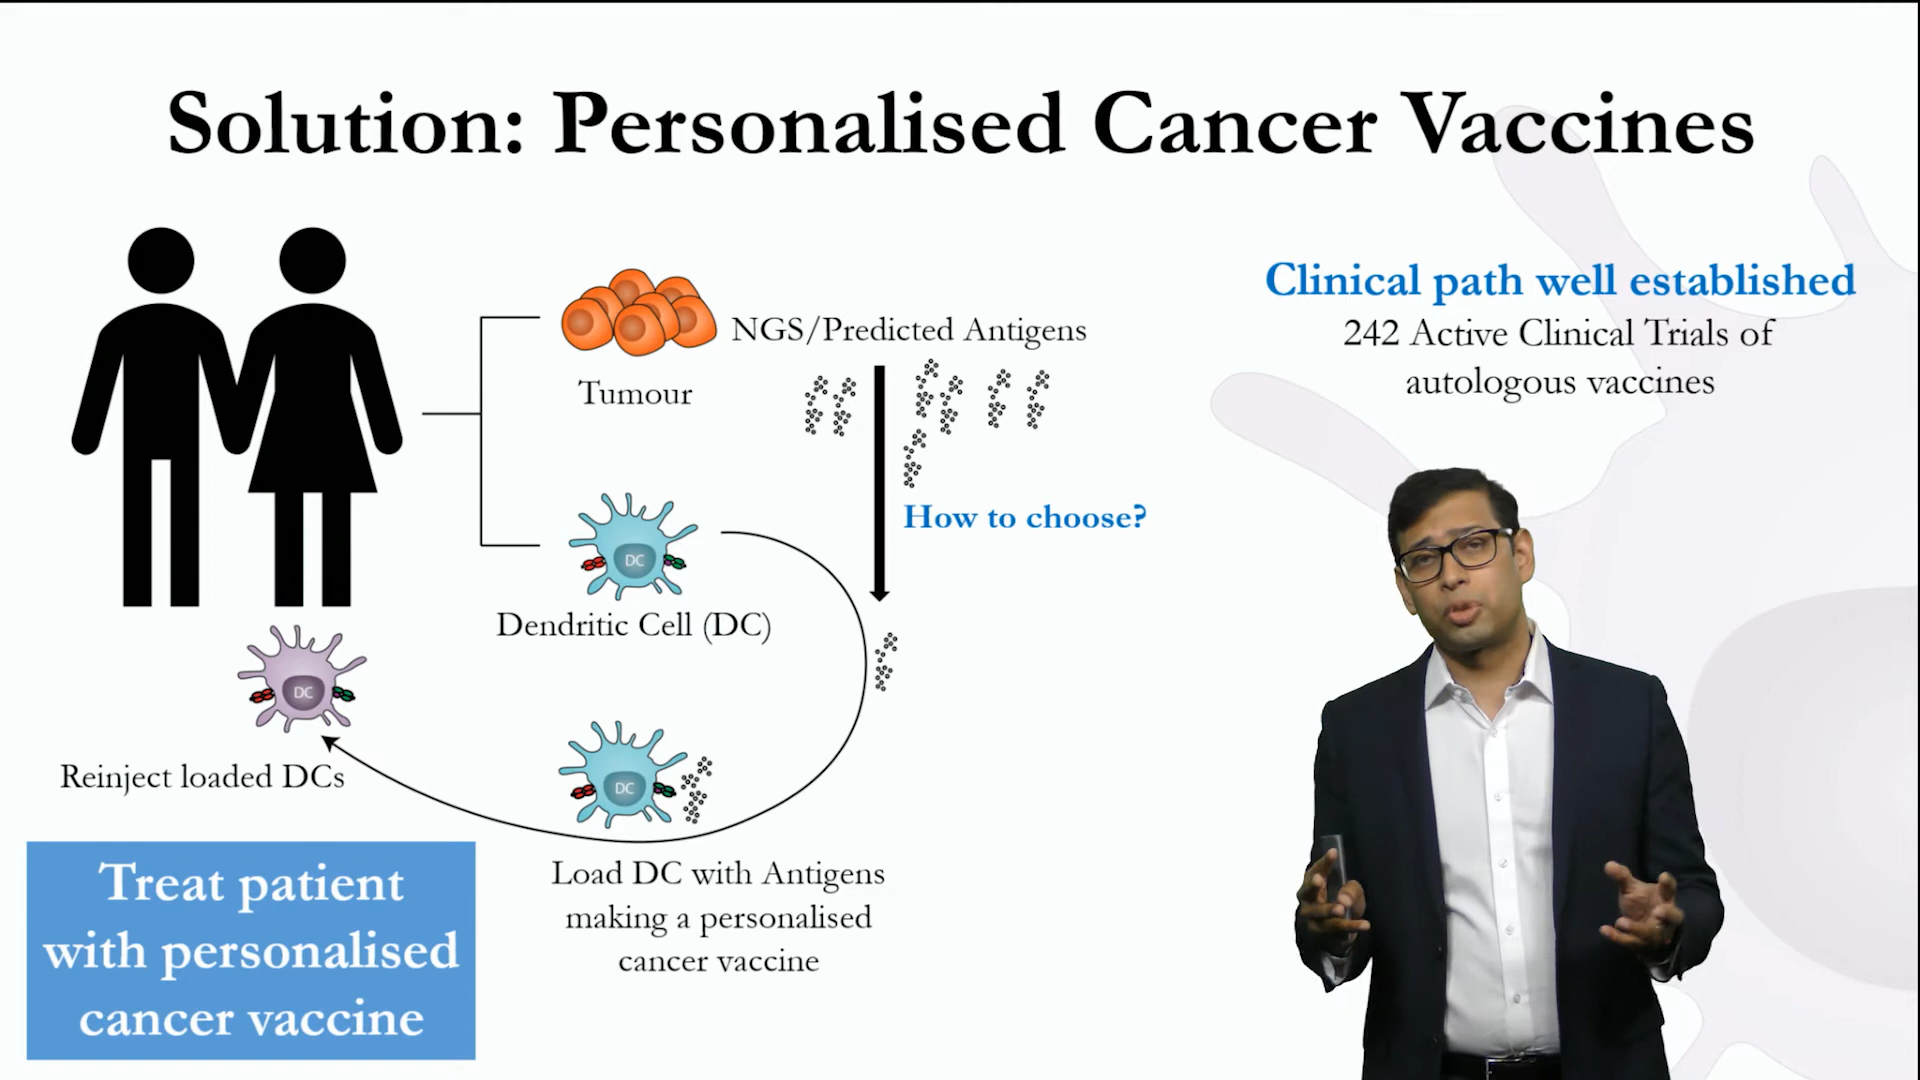 Solution: Personalised Cancer Vaccines
NGS/Predicted Antigens
Tumour
How to choose?
DC
Dendritic Cell (DC)
DC
Reinject loaded DCs
DC
Load DC with Antigens
making a personalised
cancer vaccine
Treat patient
with personalised
cancer vaccine
Clinical path well established
242 Active Clinical Trials of
autologous vaccines